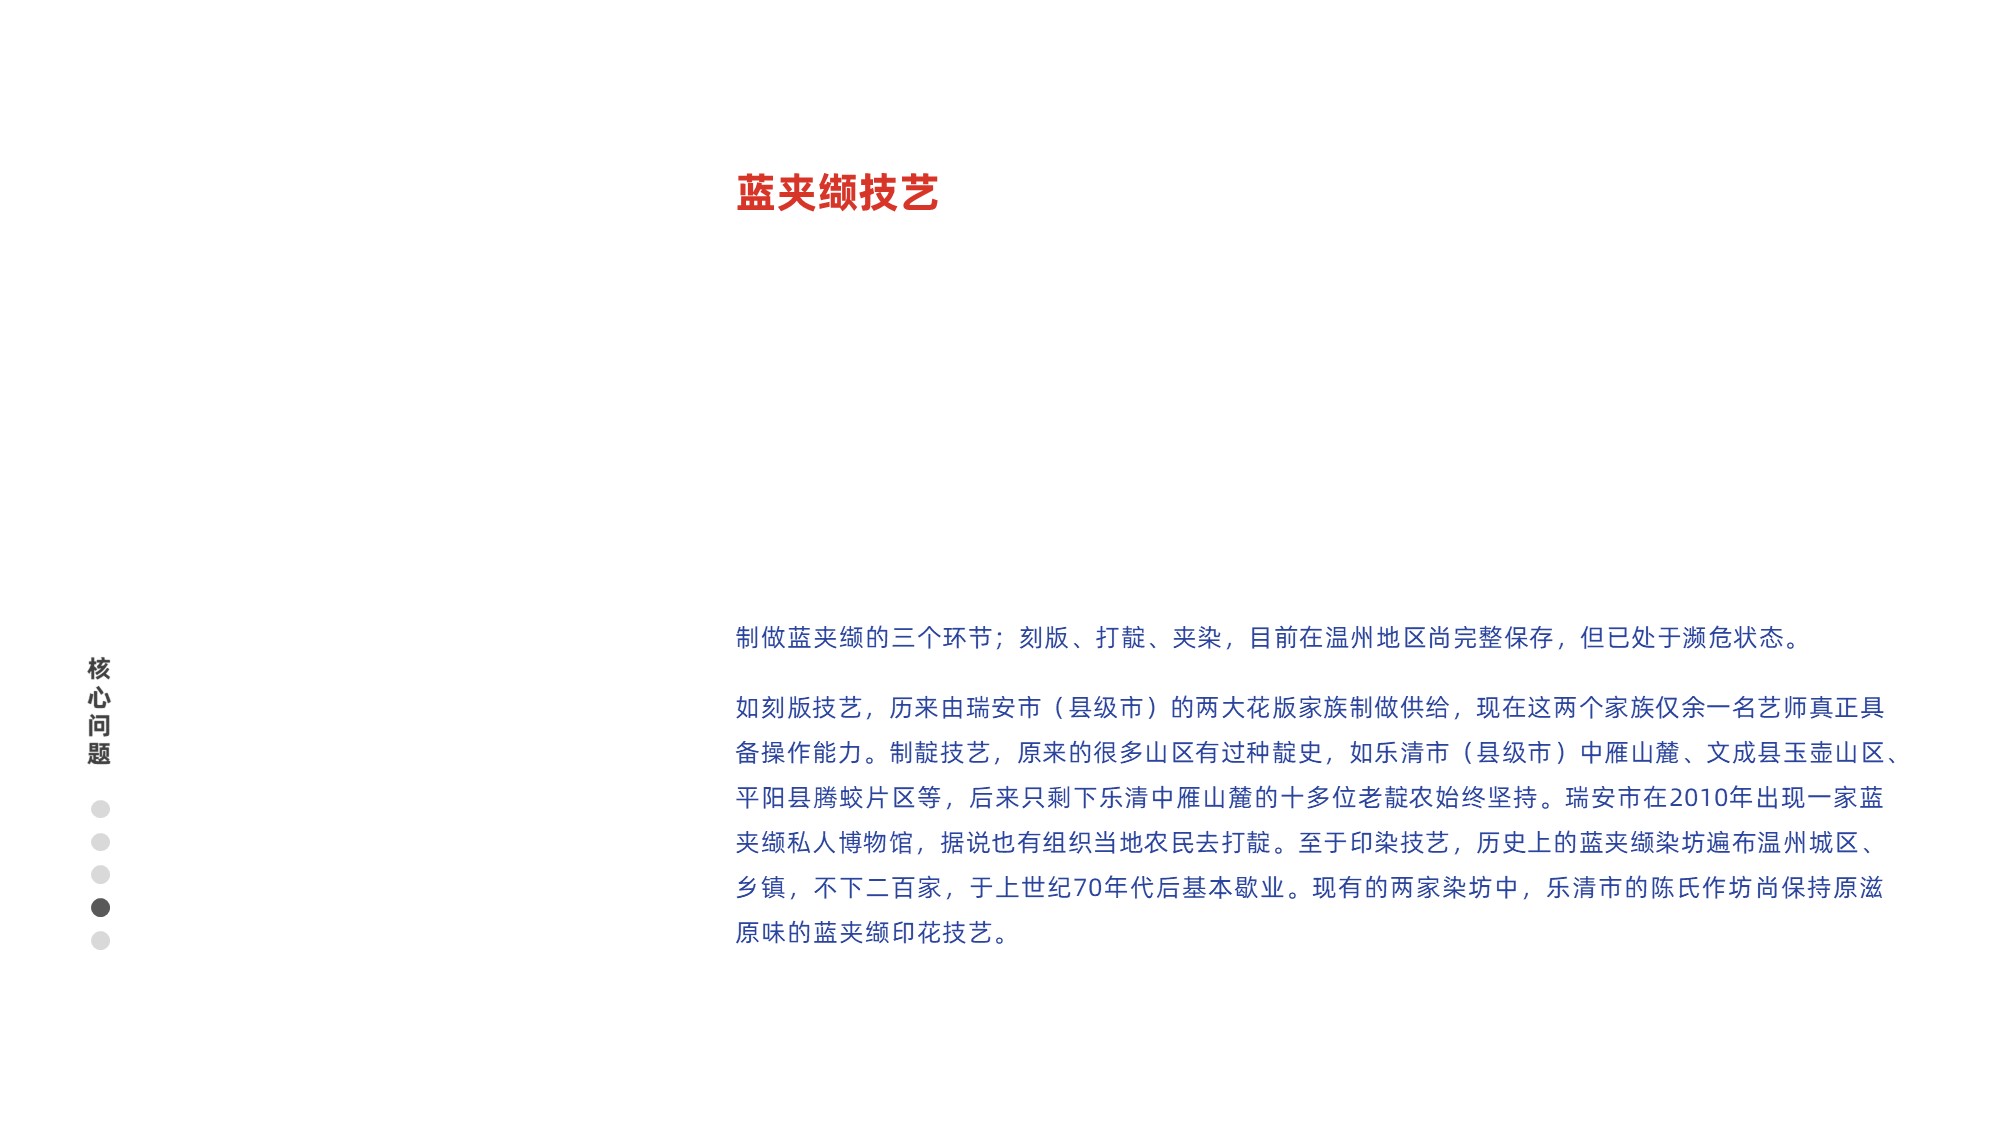 蓝夹缬技艺
制做蓝夹缬的三个环节；刻版、打靛、夹染，目前在温州地区尚完整保存，但已处于濒危状态。
如刻版技艺，历来由瑞安市（县级市）的两大花版家族制做供给，现在这两个家族仅余一名艺师真正具
备操作能力。制靛技艺，原来的很多山区有过种靛史，如乐清市（县级市）中雁山麓、文成县玉壶山区、
平阳县腾蛟片区等，后来只剩下乐清中雁山麓的十多位老靛农始终坚持。瑞安市在2010年出现一家蓝
夹缬私人博物馆，据说也有组织当地农民去打靛。至于印染技艺，历史上的蓝夹缬染坊遍布温州城区、
乡镇，不下二百家，于上世纪70年代后基本歇业。现有的两家染坊中，乐清市的陈氏作坊尚保持原滋
原味的蓝夹缬印花技艺。
核心问题